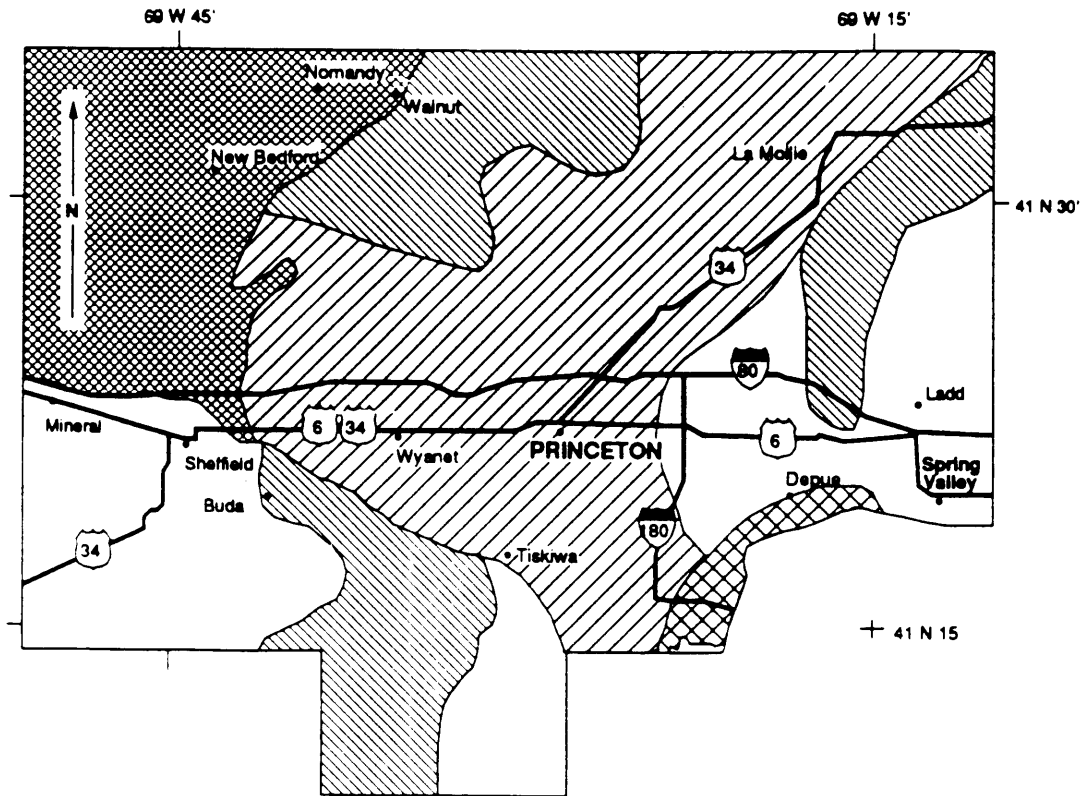 69 W 45'
69 W 15'
Normandy
Walnut
La Moille
New Bedford
N
41 N 30'
34
80
Ladd
Mineral
6
34
Wyanet
PRINCETON
6
Sheffield
Depue
Spring
Valley
Buda
180
34
Tiskiwa
41 N 15